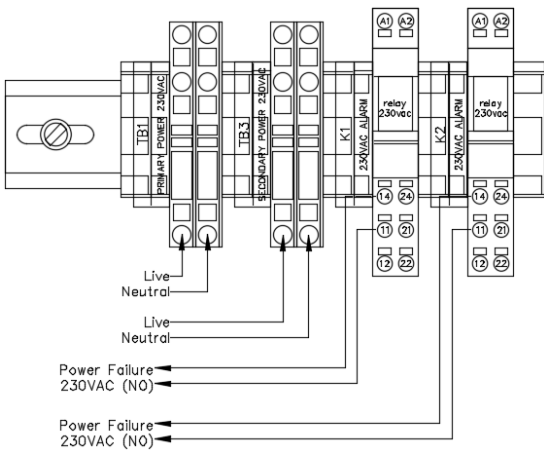 A1 A2
A1 A2
TB1
PRIMARY POWER 230VAC
TB3
SECONDARY POWER 230VAC
K1
230VAC ALARM
relay
230vac
K2
230VAC ALARM
relay
230vac
14 24
11 21
12 22
14 24
11 21
12 22
Live
Neutral
Live
Neutral
Power Failure
230VAC (NO)
Power Failure
230VAC (NO)